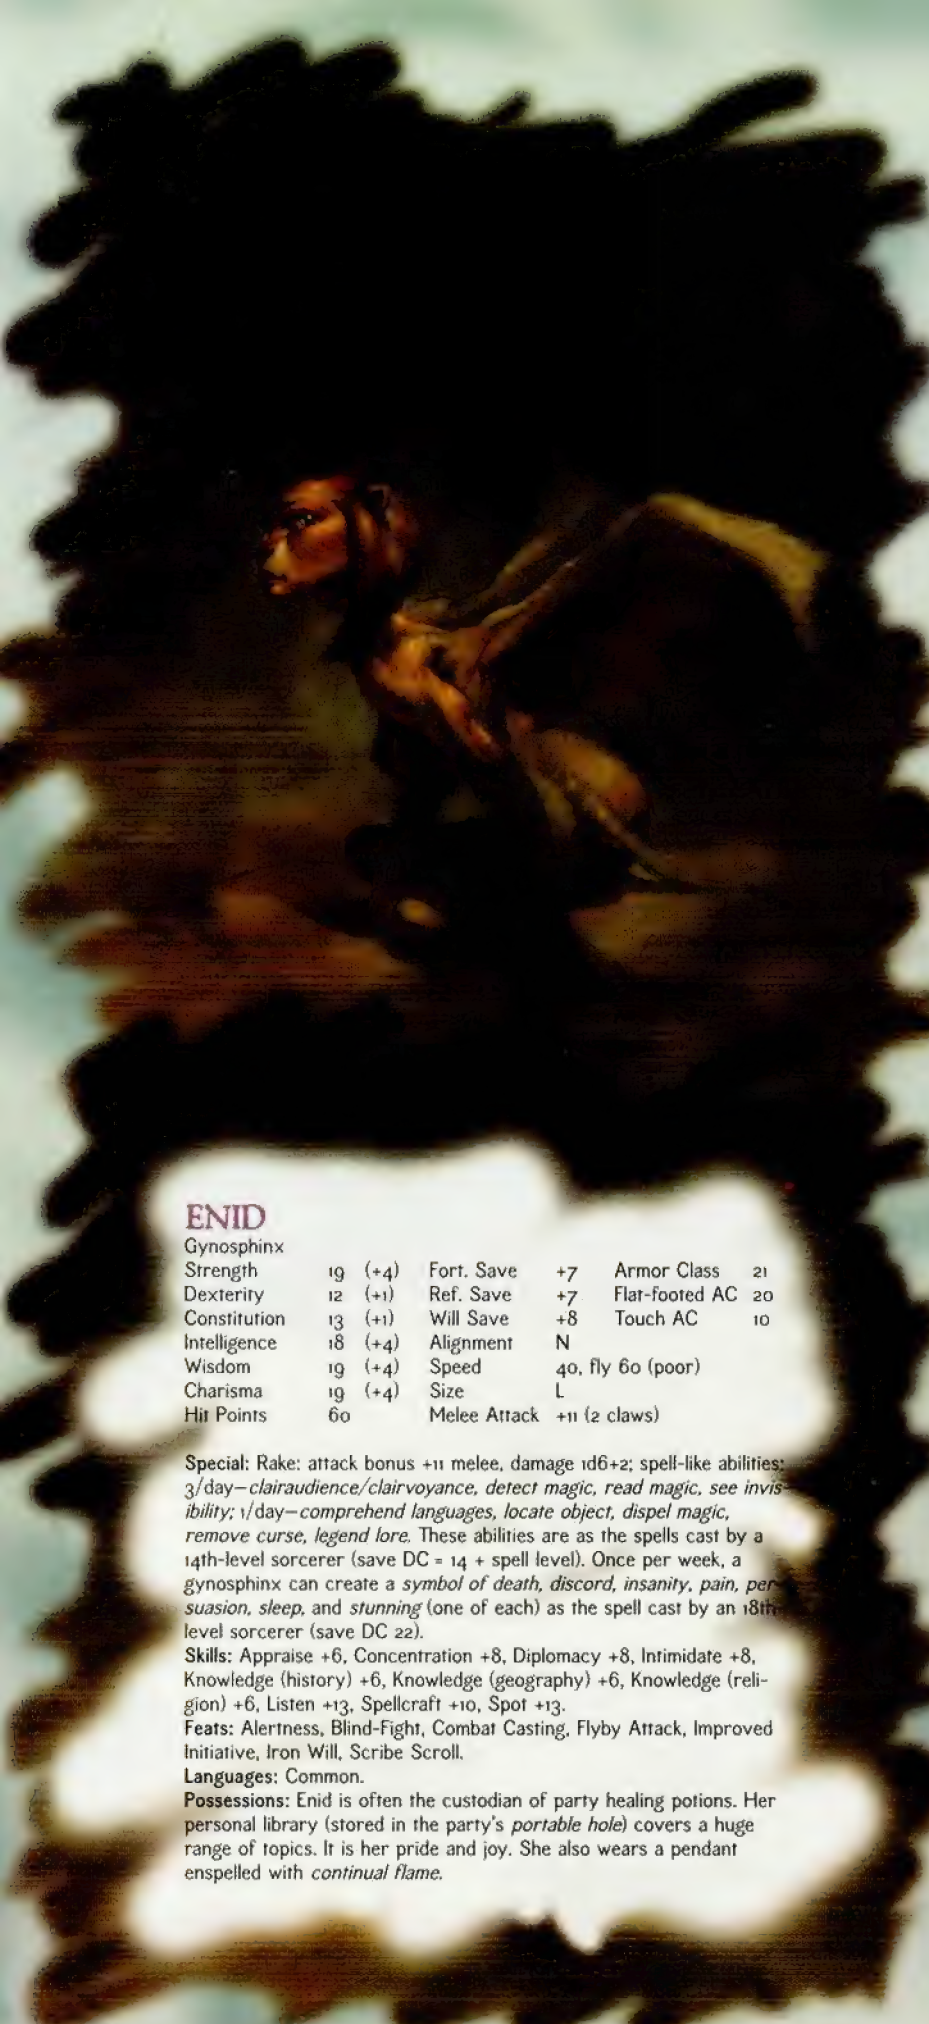 ENID
Gynosphinx
Strength 19 (+4) Fort. Save +7 Armor Class 21
Dexterity 12 (+1) Ref. Save +7 Flat-footed AC 20
Constitution 13 (+1) Will Save +8 Touch AC 10
Intelligence 18 (+4) Alignment N
Wisdom 19 (+4) Speed 40, fly 60 (poor)
Charisma 19 (+4) Size L
Hit Points 60 Melee Attack +11 (2 claws)
Special: Rake: attack bonus +11 melee, damage 1d6+2; spell-like abilities:
3/day—clairaudience/clairvoyance, detect magic, read magic, see invis-
ibility; 1/day—comprehend languages, locate object, dispel magic,
remove curse, legend lore. These abilities are as the spells cast by a
14th-level sorcerer (save DC = 14 + spell level). Once per week, a
gynosphinx can create a symbol of death, discord, insanity, pain, per-
suasion, sleep, and stunning (one of each) as the spell cast by an 18th-
level sorcerer (save DC 22).
Skills: Appraise +6, Concentration +8, Diplomacy +8, Intimidate +8,
Knowledge (history) +6, Knowledge (geography) +6, Knowledge (reli-
gion) +6, Listen +13, Spellcraft +10, Spot +13.
Feats: Alertness, Blind-Fight, Combat Casting, Flyby Attack, Improved
Initiative, Iron Will, Scribe Scroll.
Languages: Common.
Possessions: Enid is often the custodian of party healing potions. Her
personal library (stored in the party's portable hole) covers a huge
range of topics. It is her pride and joy. She also wears a pendant
enspelled with continual flame.